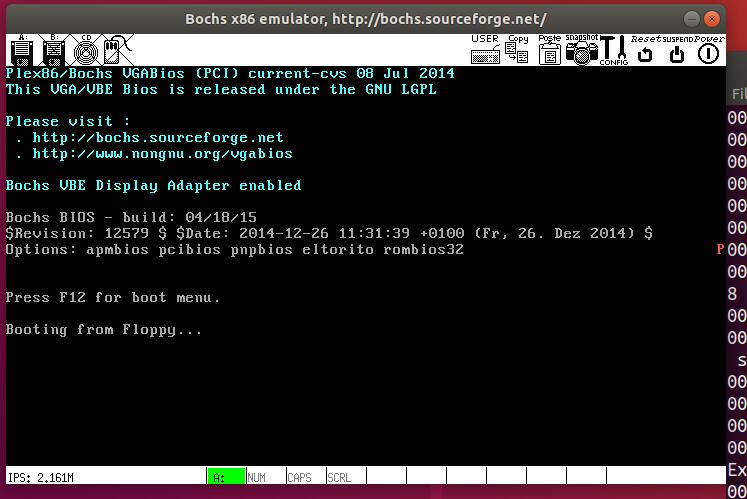 Bochs x86 emulator, http://bochs.sourceforge.net/
A: B: CD USER Copy Paste snapshot CONFIG Reset SUSPEND Power
Plex86/Bochs VGABios (PCI) current-cvs 08 Jul 2014
This VGA/VBE Bios is released under the GNU LGPL
Please visit :
. http://bochs.sourceforge.net
. http://www.nongnu.org/vgabios
Bochs VBE Display Adapter enabled
Bochs BIOS - build: 04/18/15
$Revision: 12579 $ $Date: 2014-12-26 11:31:39 +0100 (Fr, 26. Dez 2014) $
Options: apmbios pcibios pnpbios eltorito rombios32
P
Press F12 for boot menu.
Booting from Floppy...
IPS: 2.161M A: NUM CAPS SCRL
Fil
00
00
00
00
00
00
00
00
8
00
s
00
00
00
00
Ex
00